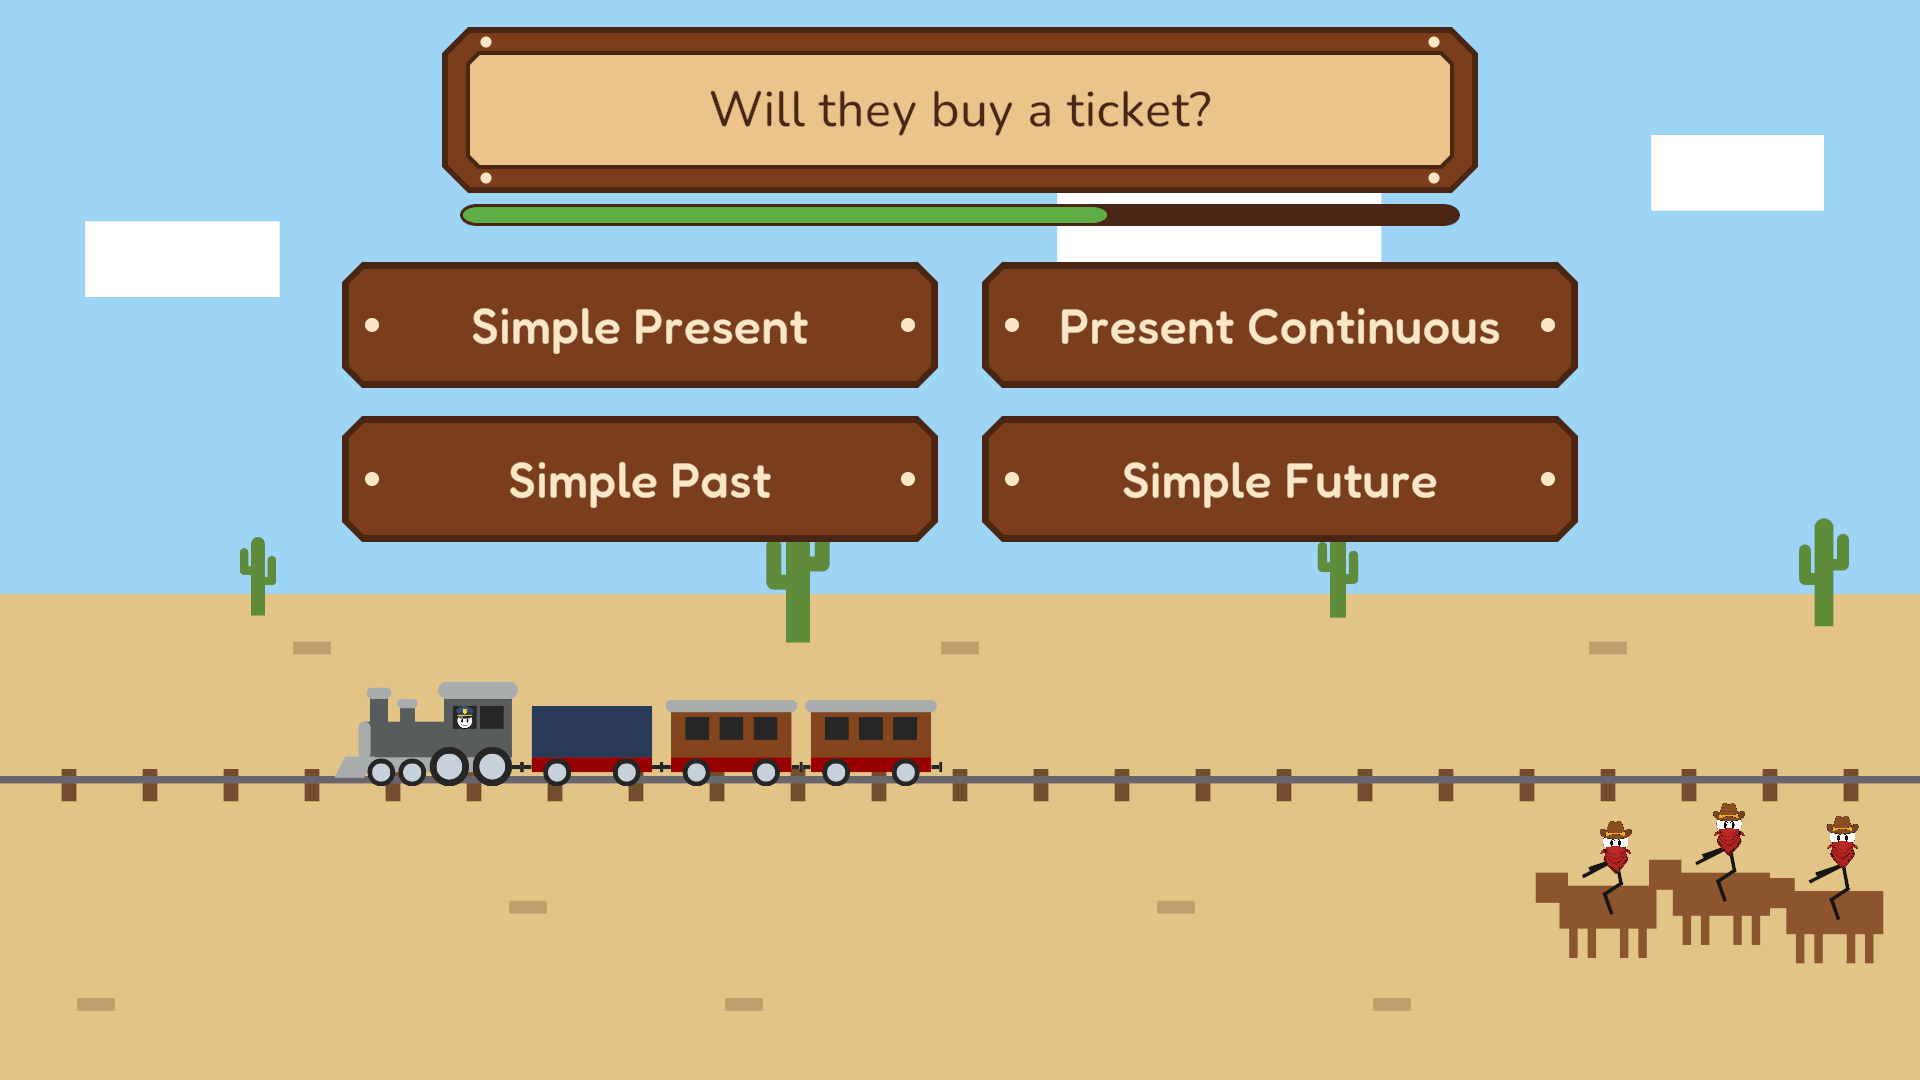 Will they buy a ticket?
Simple Present
Present Continuous
Simple Past
Simple Future